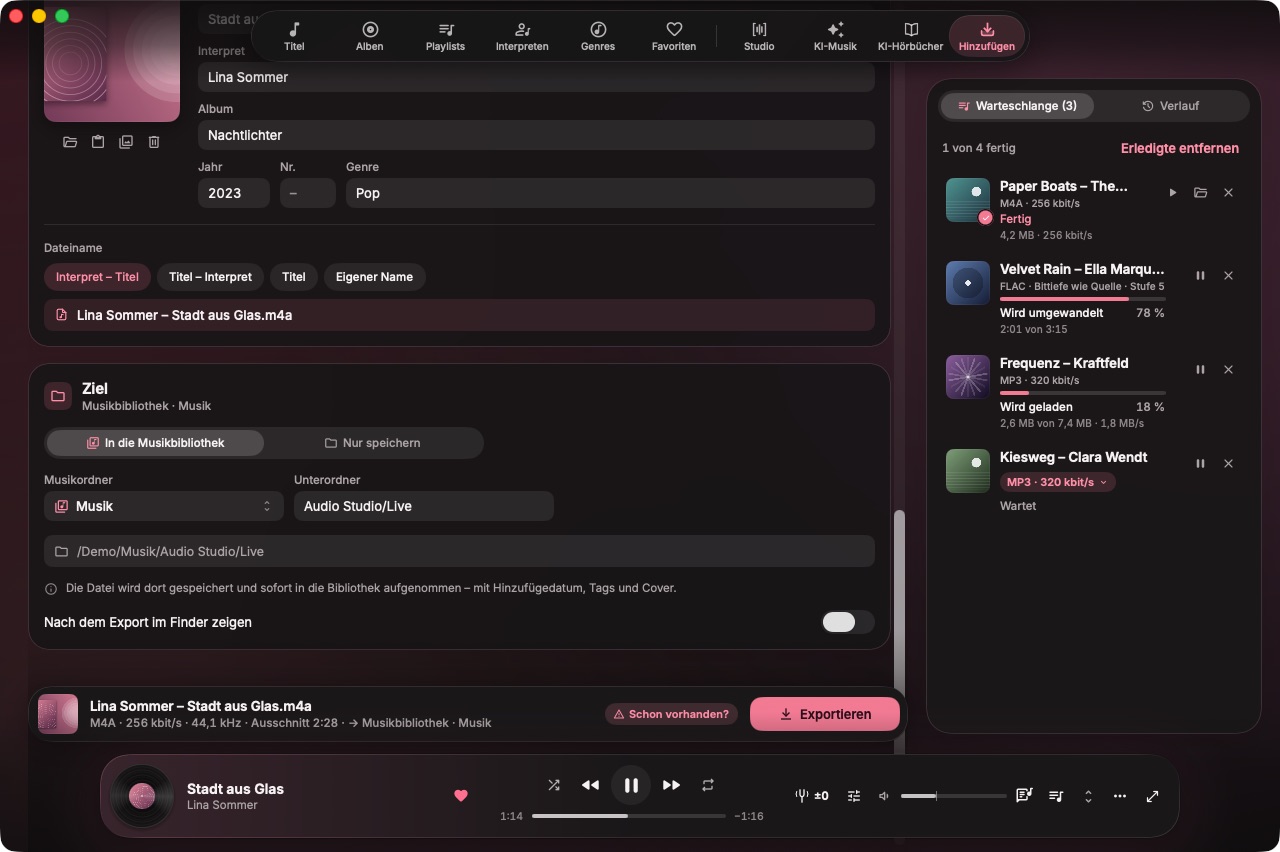 Titel
Alben
Playlists
Interpreten
Genres
Favoriten
Studio
KI-Musik
KI-Hörbücher
Hinzufügen
Stadt au
Interpret
Lina Sommer
Album
Nachtlichter
Jahr
Nr.
Genre
2023
–
Pop
Dateiname
Interpret – Titel
Titel – Interpret
Titel
Eigener Name
Lina Sommer – Stadt aus Glas.m4a
Ziel
Musikbibliothek · Musik
In die Musikbibliothek
Nur speichern
Musikordner
Unterordner
Musik
Audio Studio/Live
/Demo/Musik/Audio Studio/Live
Die Datei wird dort gespeichert und sofort in die Bibliothek aufgenommen – mit Hinzufügedatum, Tags und Cover.
Nach dem Export im Finder zeigen
Lina Sommer – Stadt aus Glas.m4a
M4A · 256 kbit/s · 44,1 kHz · Ausschnitt 2:28 · → Musikbibliothek · Musik
Schon vorhanden?
Exportieren
Warteschlange (3)
Verlauf
1 von 4 fertig
Erledigte entfernen
Paper Boats – The…
M4A · 256 kbit/s
Fertig
4,2 MB · 256 kbit/s
Velvet Rain – Ella Marqu…
FLAC · Bittiefe wie Quelle · Stufe 5
Wird umgewandelt 78 %
2:01 von 3:15
Frequenz – Kraftfeld
MP3 · 320 kbit/s
Wird geladen 18 %
2,6 MB von 7,4 MB · 1,8 MB/s
Kiesweg – Clara Wendt
MP3 · 320 kbit/s
Wartet
Stadt aus Glas
Lina Sommer
1:14
−1:16
±0